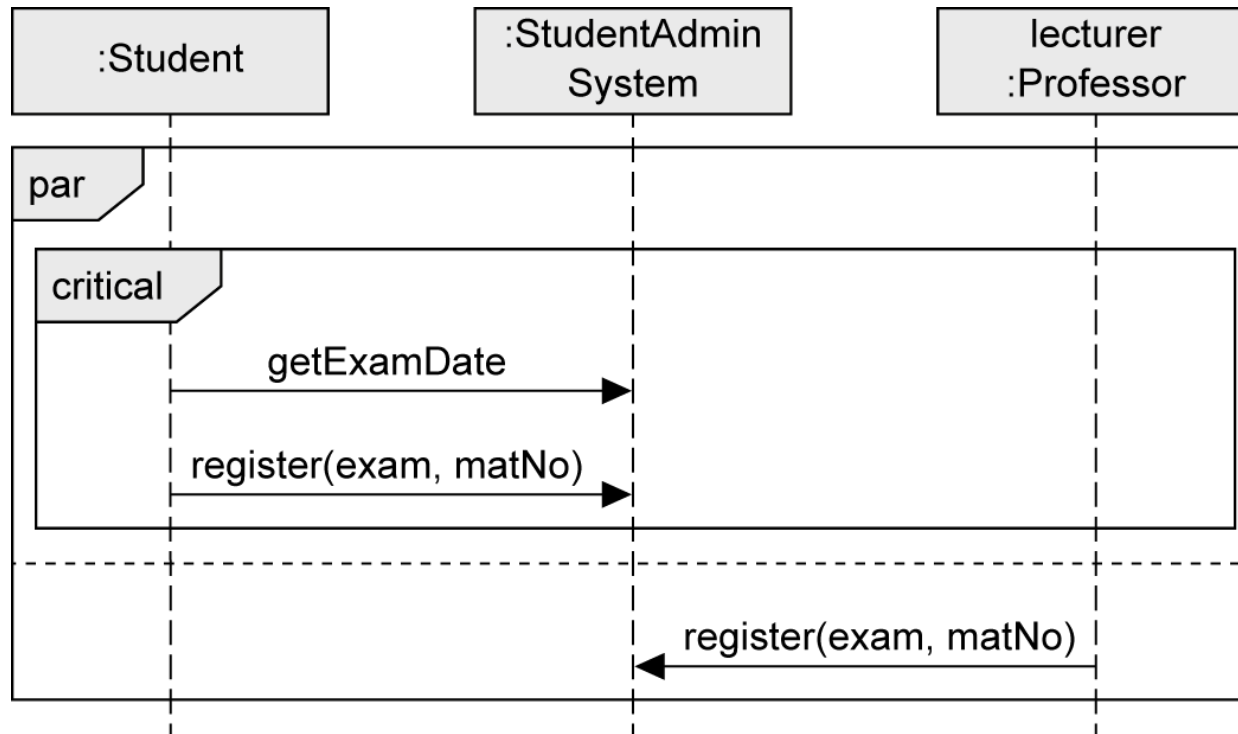 :Student
:StudentAdmin
System
lecturer
:Professor
par
critical
getExamDate
register(exam, matNo)
register(exam, matNo)